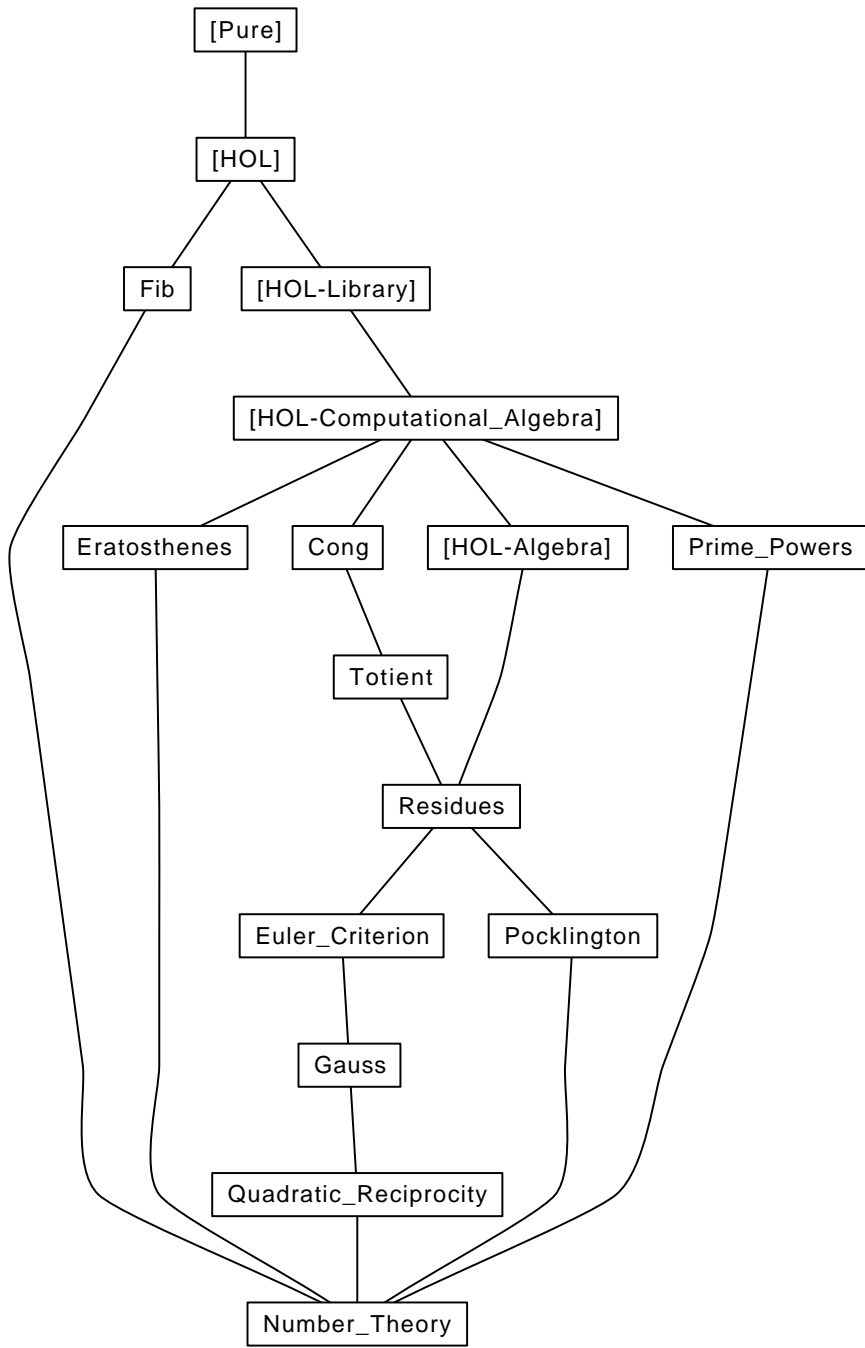 [Pure]
[HOL]
Fib
[HOL-Library]
[HOL-Computational_Algebra]
Eratosthenes
Cong
[HOL-Algebra]
Prime_Powers
Totient
Residues
Euler_Criterion
Pocklington
Gauss
Quadratic_Reciprocity
Number_Theory